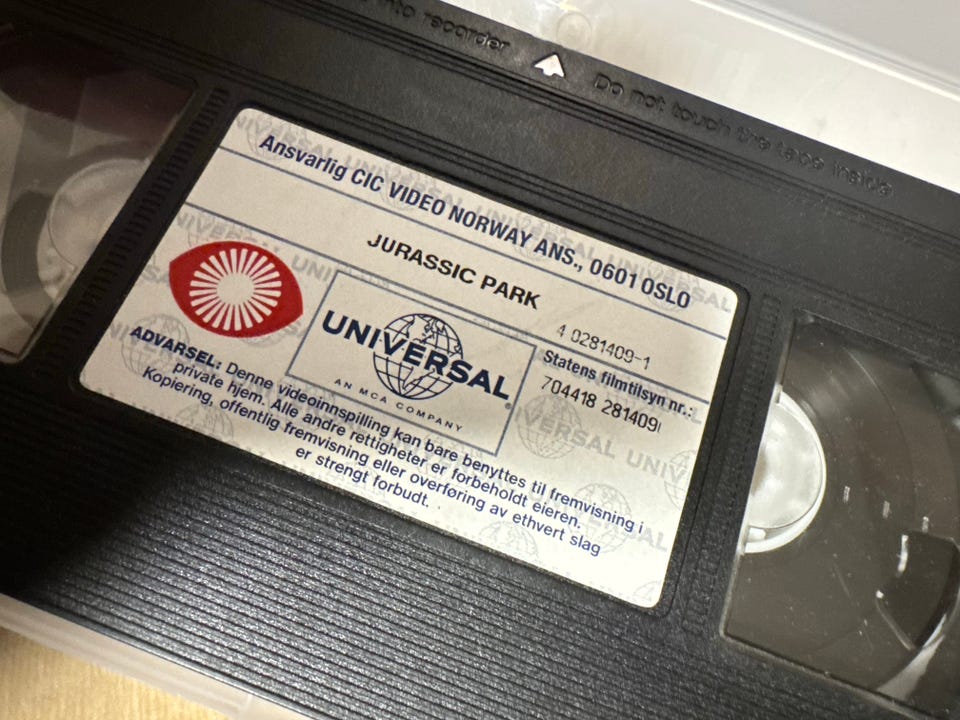 into recorder
Do not touch the tape inside
Ansvarlig CIC VIDEO NORWAY ANS., 0601 OSLO
JURASSIC PARK
4 0281409-1
Statens filmtilsyn nr.:
704418 281409
UNIVERSAL
AN MCA COMPANY
ADVARSEL: Denne videoinnspilling kan bare benyttes til fremvisning i
private hjem. Alle andre rettigheter er forbeholdt eieren.
Kopiering, offentlig fremvisning eller overføring av ethvert slag
er strengt forbudt.